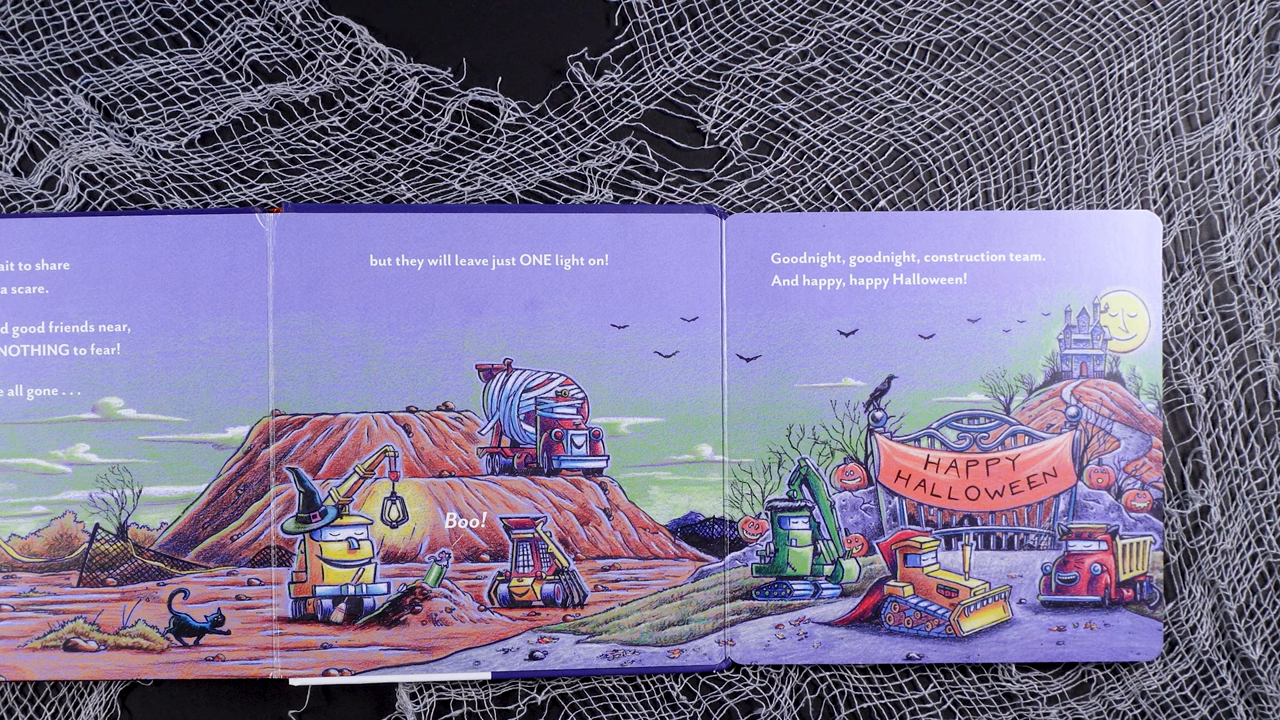 ait to share
a scare.
d good friends near,
NOTHING to fear!
e all gone . . .
but they will leave just ONE light on!
Boo!
Goodnight, goodnight, construction team.
And happy, happy Halloween!
HAPPY
HALLOWEEN